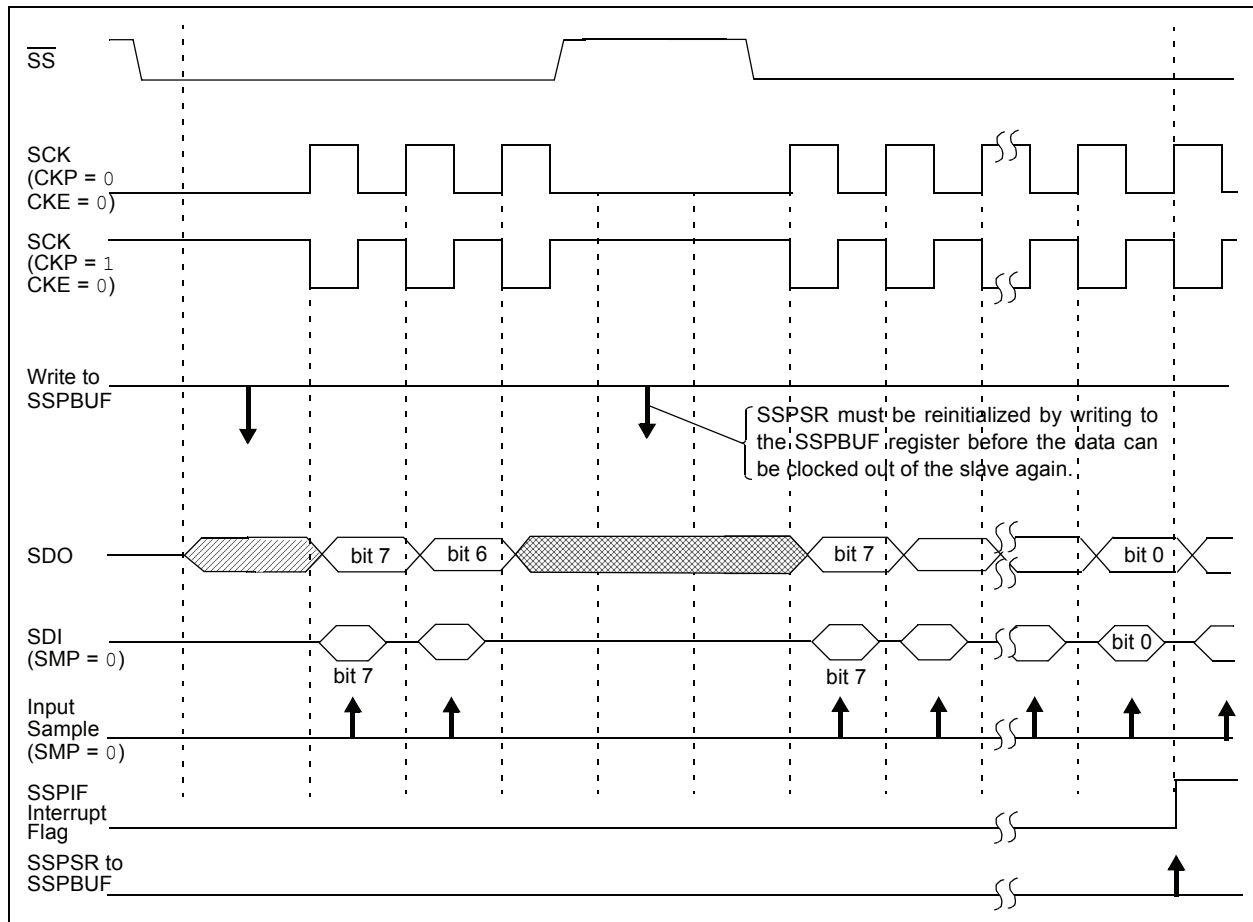 SS
SCK
(CKP = 0
CKE = 0)
SCK
(CKP = 1
CKE = 0)
Write to
SSPBUF
SSPSR must be reinitialized by writing to
the SSPBUF register before the data can
be clocked out of the slave again.
SDO
bit 7
bit 6
bit 7
bit 0
SDI
(SMP = 0)
bit 7
bit 7
bit 0
Input
Sample
(SMP = 0)
SSPIF
Interrupt
Flag
SSPSR to
SSPBUF